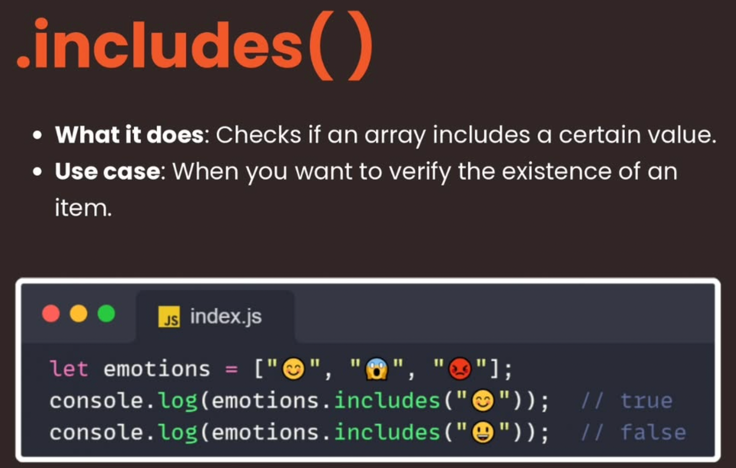 .includes( )
• What it does: Checks if an array includes a certain value.
• Use case: When you want to verify the existence of an
item.
JS index.js
let emotions = ["😊", "😱", "😡"];
console.log(emotions.includes("😊")); // true
console.log(emotions.includes("😃")); // false